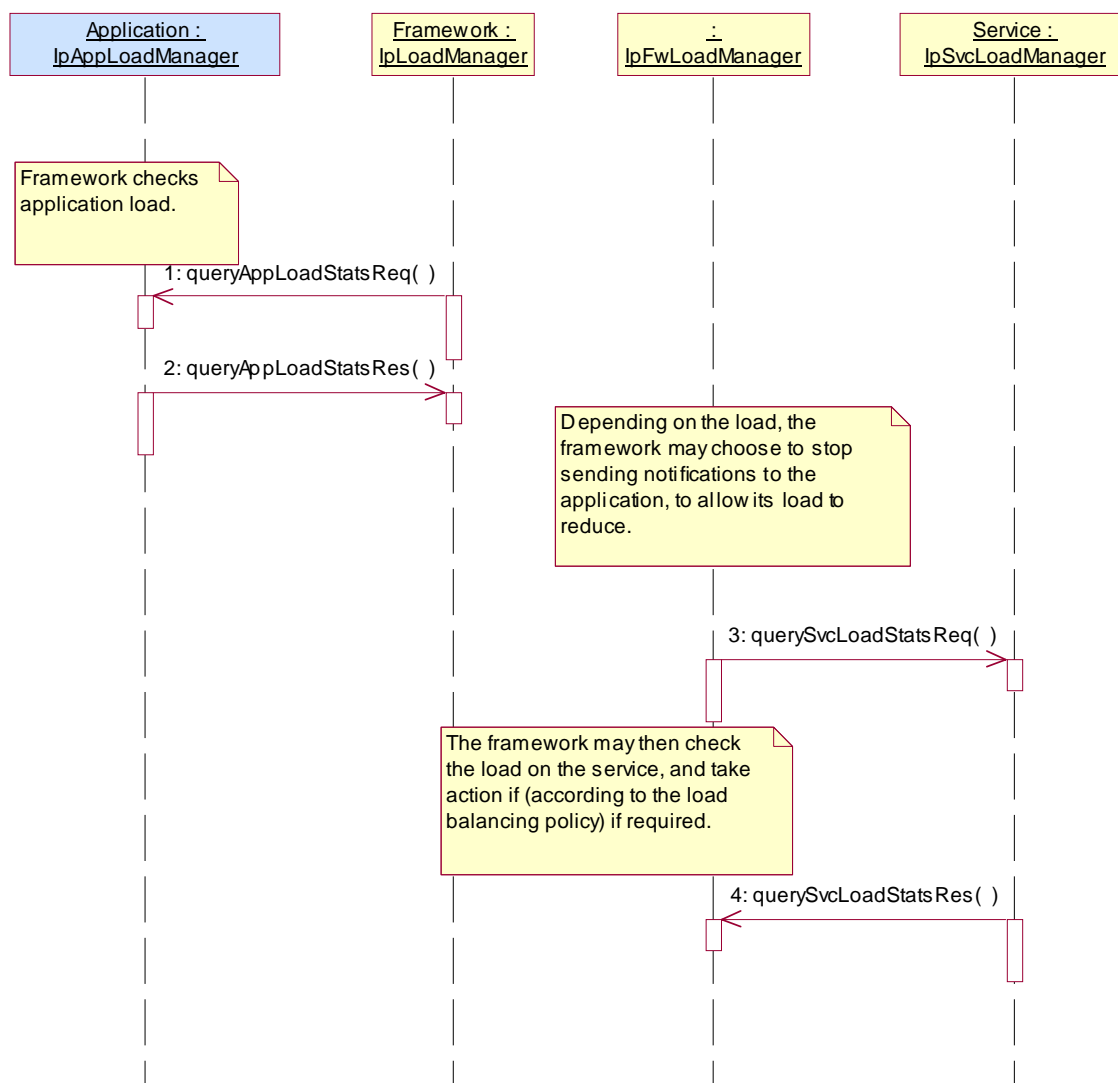 Application :
IpAppLoadManager
Framework :
IpLoadManager
:
IpFwLoadManager
Service :
IpSvcLoadManager
Framework checks
application load.
1: queryAppLoadStatsReq( )
2: queryAppLoadStatsRes( )
Depending on the load, the
framework may choose to stop
sending notifications to the
application, to allow its load to
reduce.
3: querySvcLoadStatsReq( )
The framework may then check
the load on the service, and take
action if (according to the load
balancing policy) if required.
4: querySvcLoadStatsRes( )